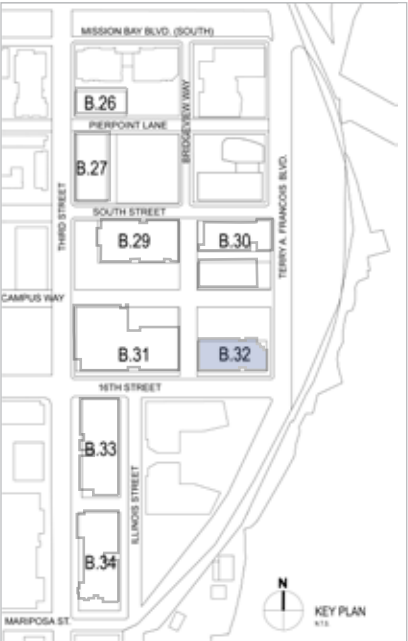 MISSION BAY BLVD. (SOUTH)
BRIDGEVIEW WAY
B.26
PIERPOINT LANE
B.27
THIRD STREET
TERRY A. FRANCOIS BLVD.
SOUTH STREET
B.29
B.30
CAMPUS WAY
B.31
B.32
16TH STREET
B.33
ILLINOIS STREET
B.34
MARIPOSA ST.
N
KEY PLAN
N.T.S.